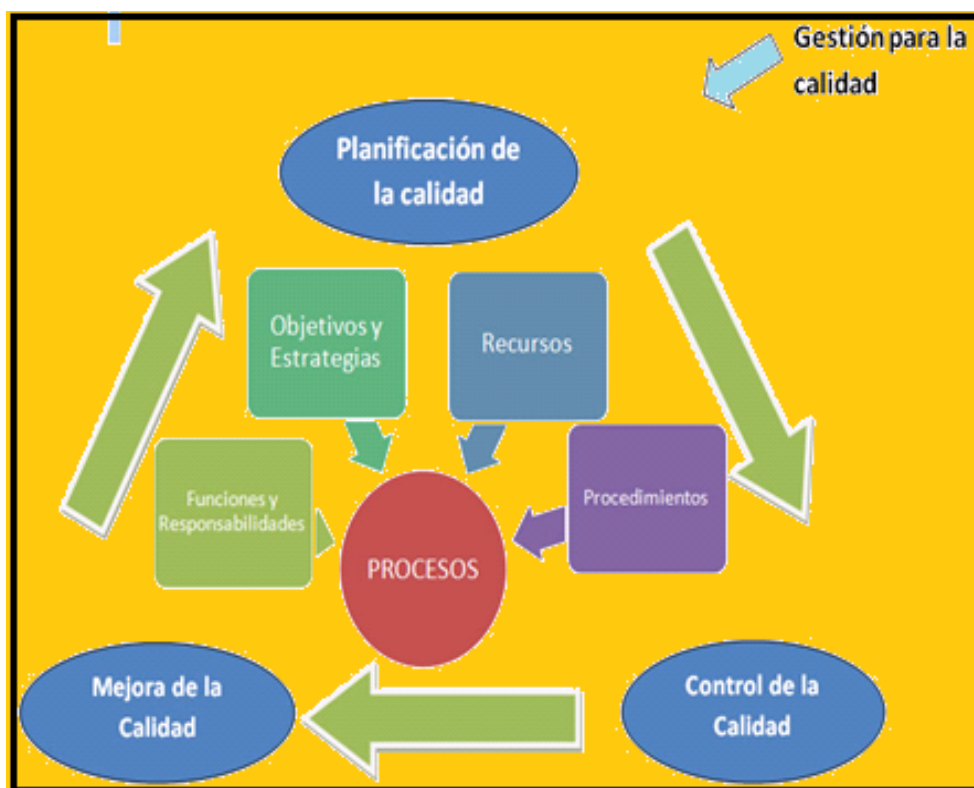 Gestión para la
calidad
Planificación de
la calidad
Objetivos y
Estrategias
Recursos
Funciones y
Responsabilidades
Procedimientos
PROCESOS
Mejora de la
Calidad
Control de la
Calidad